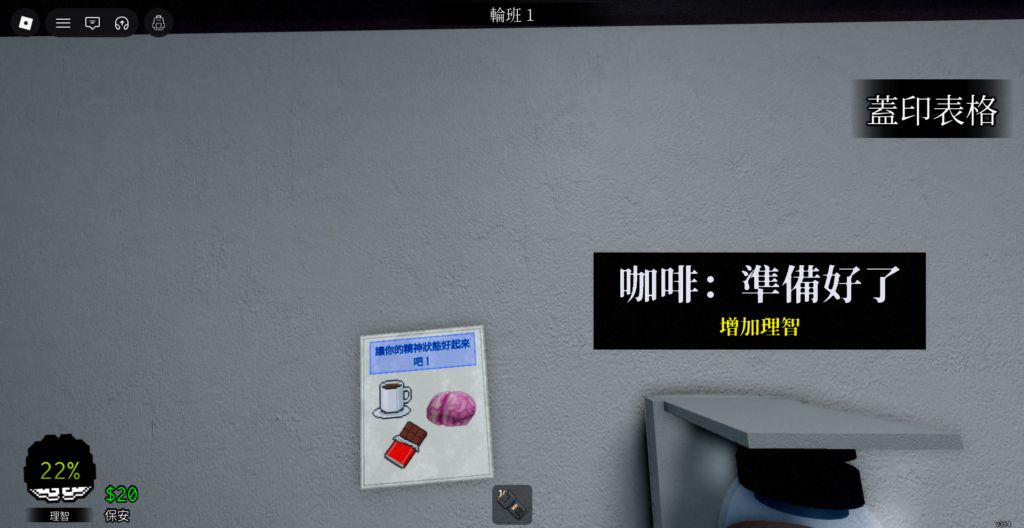 輪班 1
蓋印表格
咖啡：準備好了
增加理智
讓你的精神狀態好起來
吧！
22%
理智
$20
保安